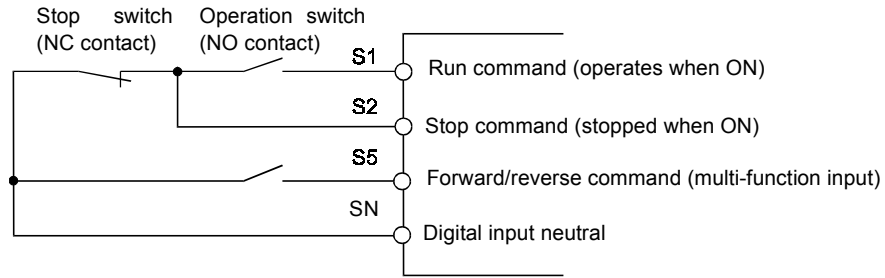 Stop switch
(NC contact)
Operation switch
(NO contact)
S1
Run command (operates when ON)
S2
Stop command (stopped when ON)
S5
Forward/reverse command (multi-function input)
SN
Digital input neutral